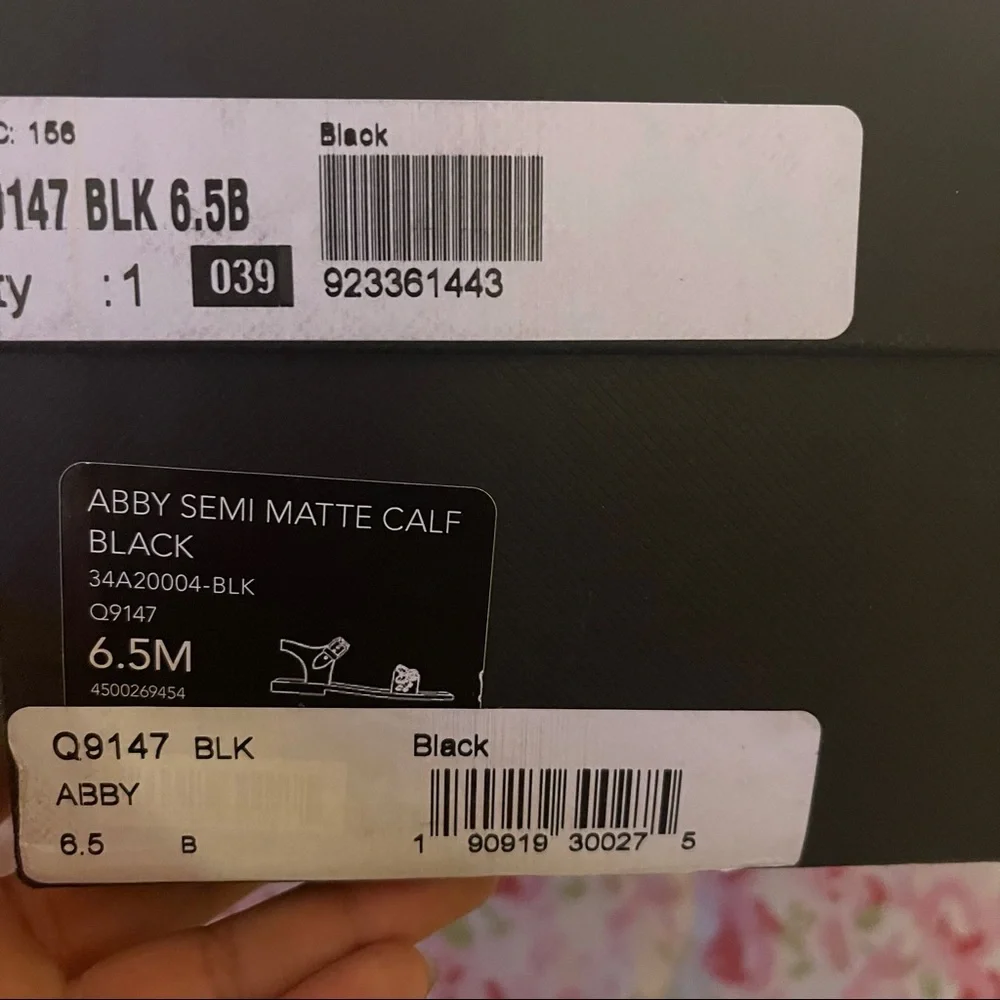 C: 156
Black
9147 BLK 6.5B
ty : 1
039
923361443
ABBY SEMI MATTE CALF
BLACK
34A20004-BLK
Q9147
6.5M
4500269454
Q9147 BLK
Black
ABBY
6.5 B
1 90919 30027 5